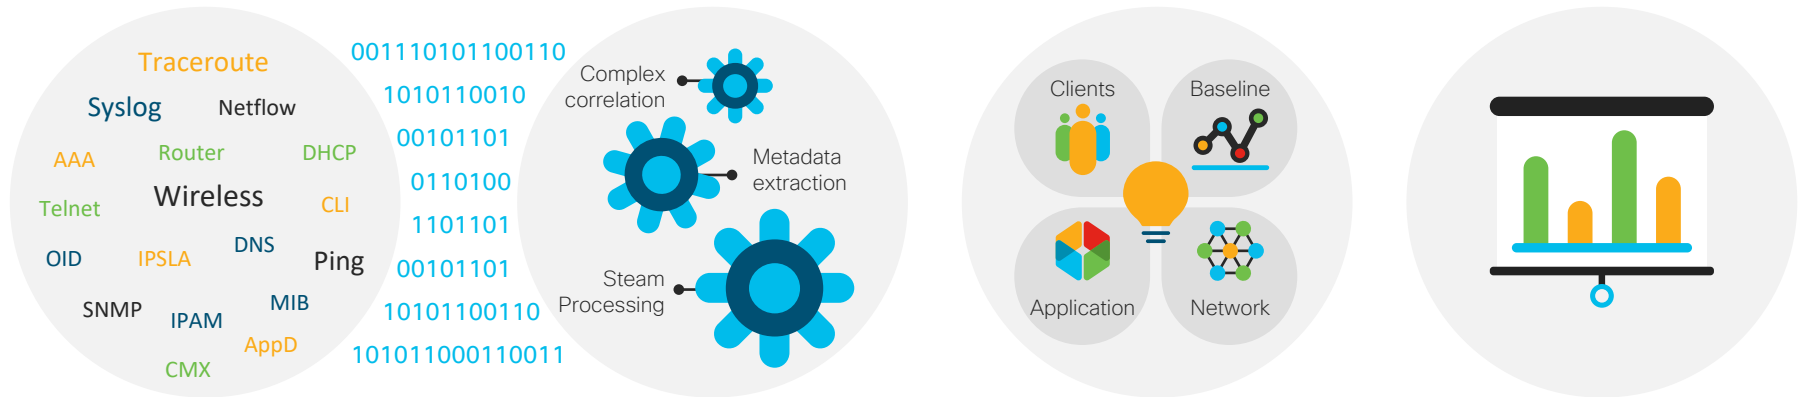 Traceroute
Syslog Netflow
AAA Router DHCP
Wireless
Telnet CLI
OID IPSLA DNS Ping
SNMP IPAM MIB
AppD
CMX
001110101100110
1010110010
00101101
0110100
1101101
00101101
10101100110
101011000110011
Complex
correlation
Metadata
extraction
Steam
Processing
Clients
Baseline
Application
Network